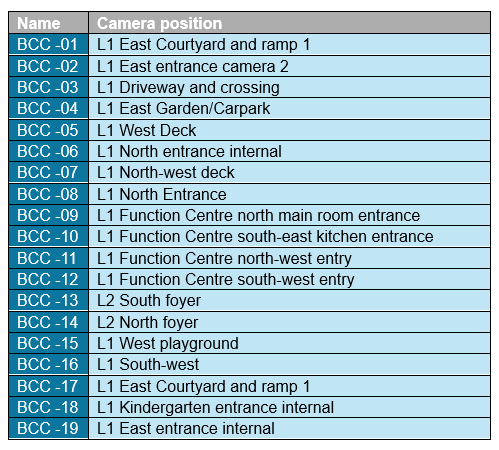 Name Camera position
BCC -01 L1 East Courtyard and ramp 1
BCC -02 L1 East entrance camera 2
BCC -03 L1 Driveway and crossing
BCC -04 L1 East Garden/Carpark
BCC -05 L1 West Deck
BCC -06 L1 North entrance internal
BCC -07 L1 North-west deck
BCC -08 L1 North Entrance
BCC -09 L1 Function Centre north main room entrance
BCC -10 L1 Function Centre south-east kitchen entrance
BCC -11 L1 Function Centre north-west entry
BCC -12 L1 Function Centre south-west entry
BCC -13 L2 South foyer
BCC -14 L2 North foyer
BCC -15 L1 West playground
BCC -16 L1 South-west
BCC -17 L1 East Courtyard and ramp 1
BCC -18 L1 Kindergarten entrance internal
BCC -19 L1 East entrance internal